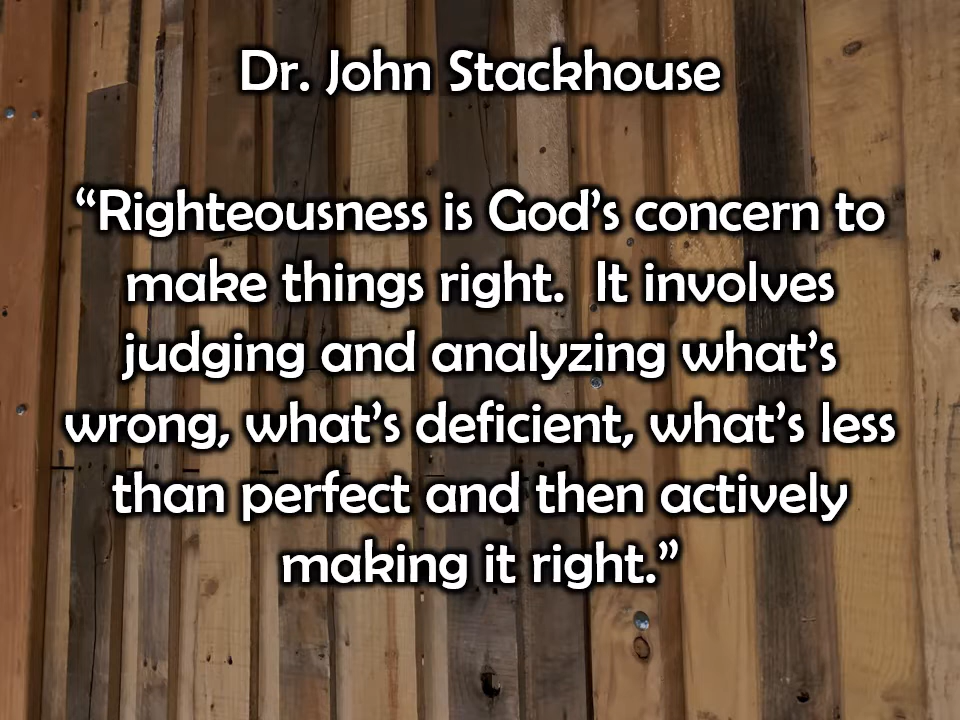 Dr. John Stackhouse
“Righteousness is God’s concern to
make things right.  It involves
judging and analyzing what’s
wrong, what’s deficient, what’s less
than perfect and then actively
making it right.”